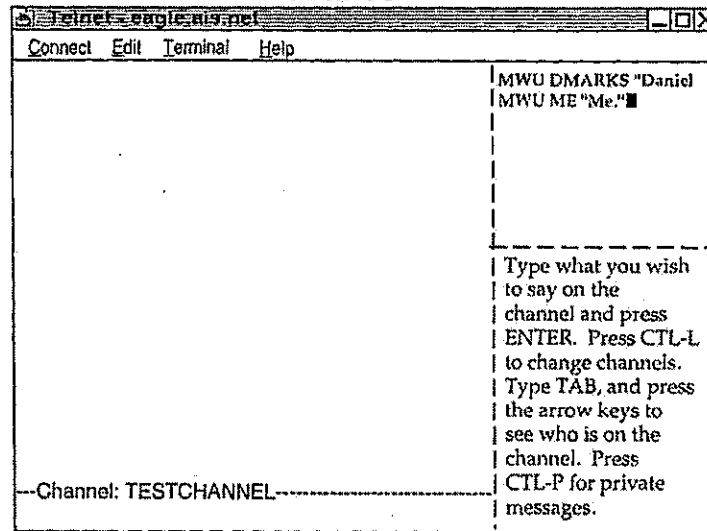 Telnet - eagle.ais.net
Connect Edit Terminal Help
MWU DMARKS "Daniel
MWU ME "Me."
Type what you wish
to say on the
channel and press
ENTER. Press CTL-L
to change channels.
Type TAB, and press
the arrow keys to
see who is on the
channel. Press
CTL-P for private
messages.
---Channel: TESTCHANNEL---